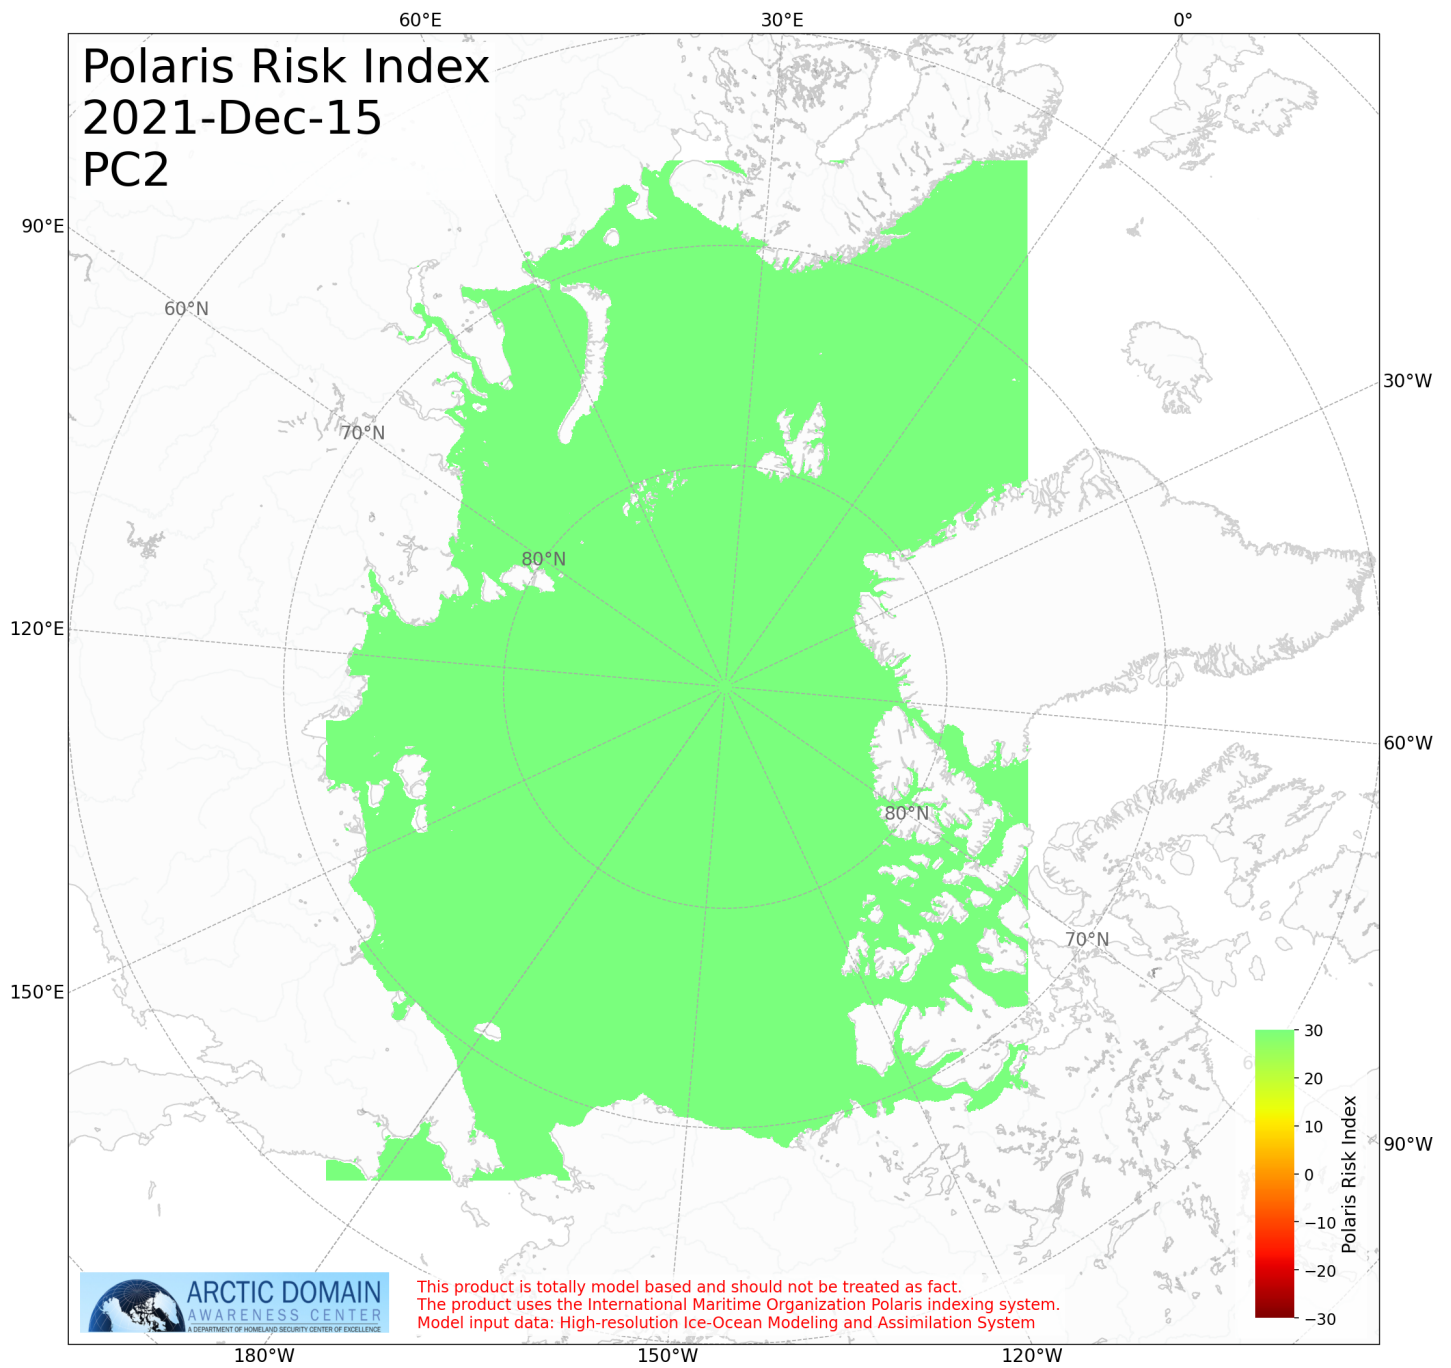 60°E 30°E 0°
Polaris Risk Index
2021-Dec-15
PC2
90°E
60°N
30°W
70°N
80°N
120°E
60°W
80°N
70°N
150°E
30
20
10
0
−10
−20
−30
Polaris Risk Index
90°W
ARCTIC DOMAIN
AWARENESS CENTER
A DEPARTMENT OF HOMELAND SECURITY CENTER OF EXCELLENCE
This product is totally model based and should not be treated as fact.
The product uses the International Maritime Organization Polaris indexing system.
Model input data: High-resolution Ice-Ocean Modeling and Assimilation System
180°W 150°W 120°W